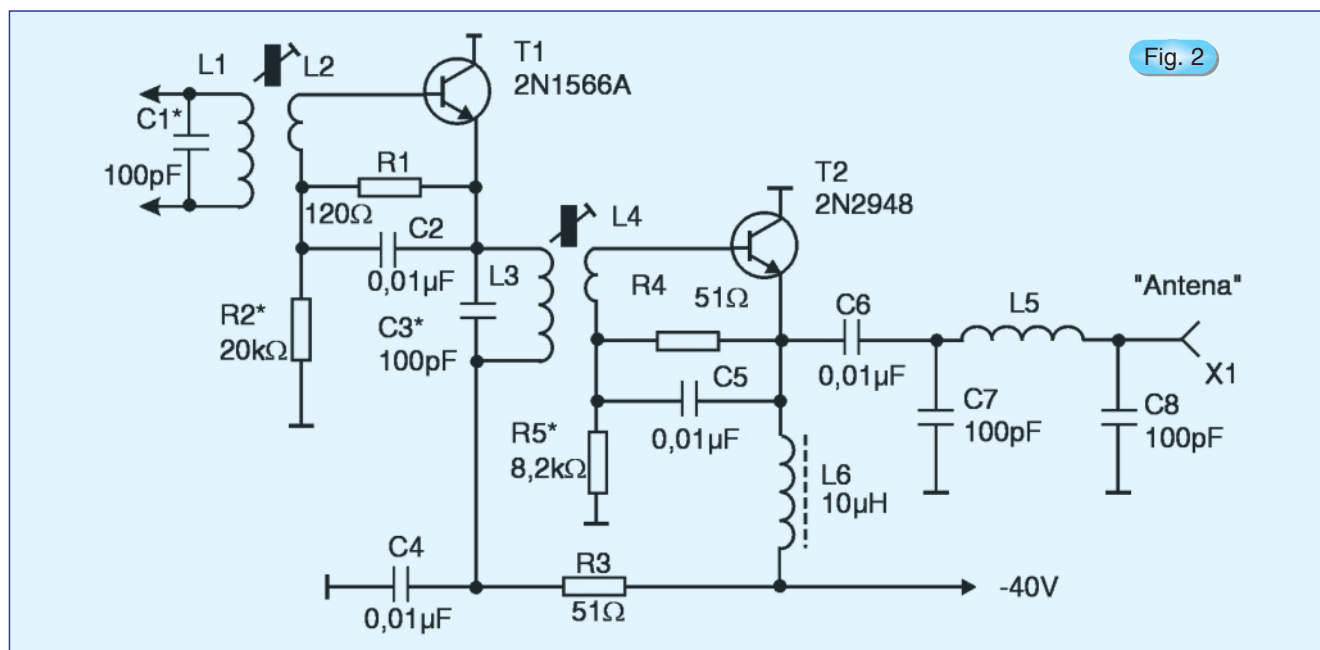 Fig. 2
T1
2N1566A
L1
L2
C1*
100pF
R1
120Ω
C2
0,01µF
R2*
20kΩ
L3
C3*
100pF
L4
T2
2N2948
R4
51Ω
C5
0,01µF
R5*
8,2kΩ
C6
0,01µF
L5
"Antena"
X1
C7
100pF
C8
100pF
L6
10µH
C4
0,01µF
R3
51Ω
-40V